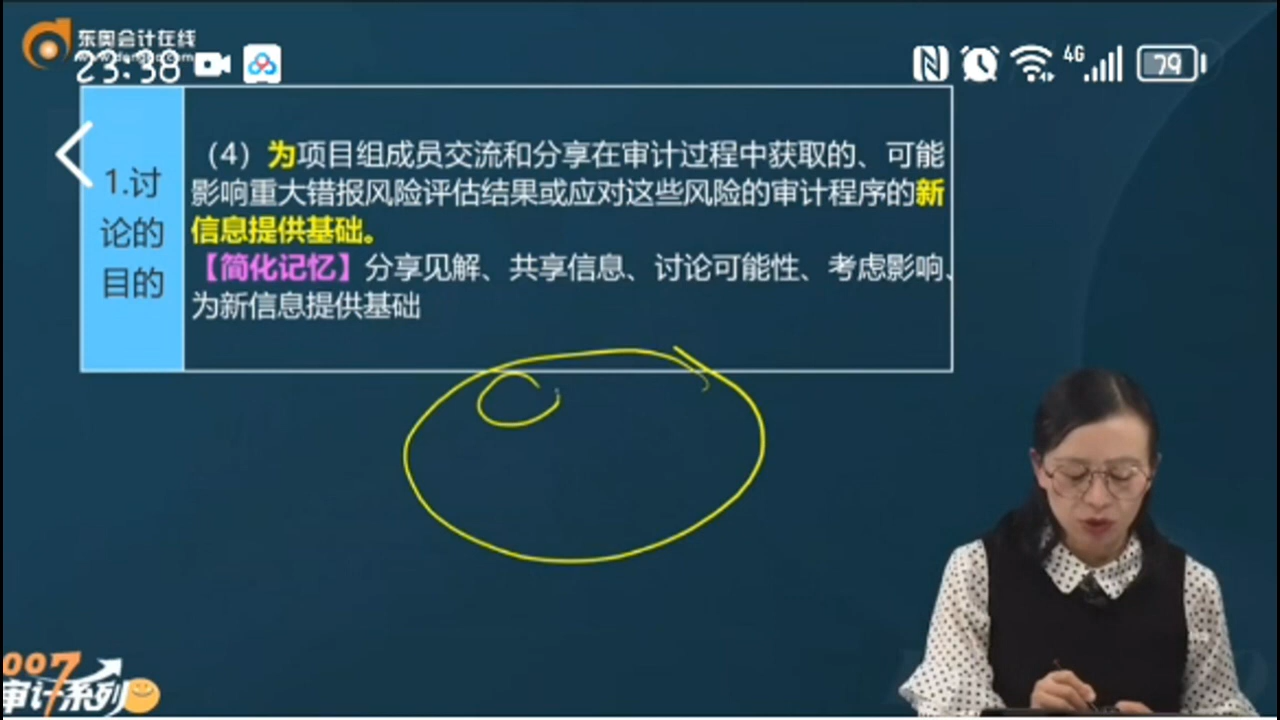 东奥会计在线
www.dongao.com
23:38
4G
79
1.讨
论的
目的
（4）为项目组成员交流和分享在审计过程中获取的、可能
影响重大错报风险评估结果或应对这些风险的审计程序的新
信息提供基础。
【简化记忆】分享见解、共享信息、讨论可能性、考虑影响、
为新信息提供基础
007
审计系列